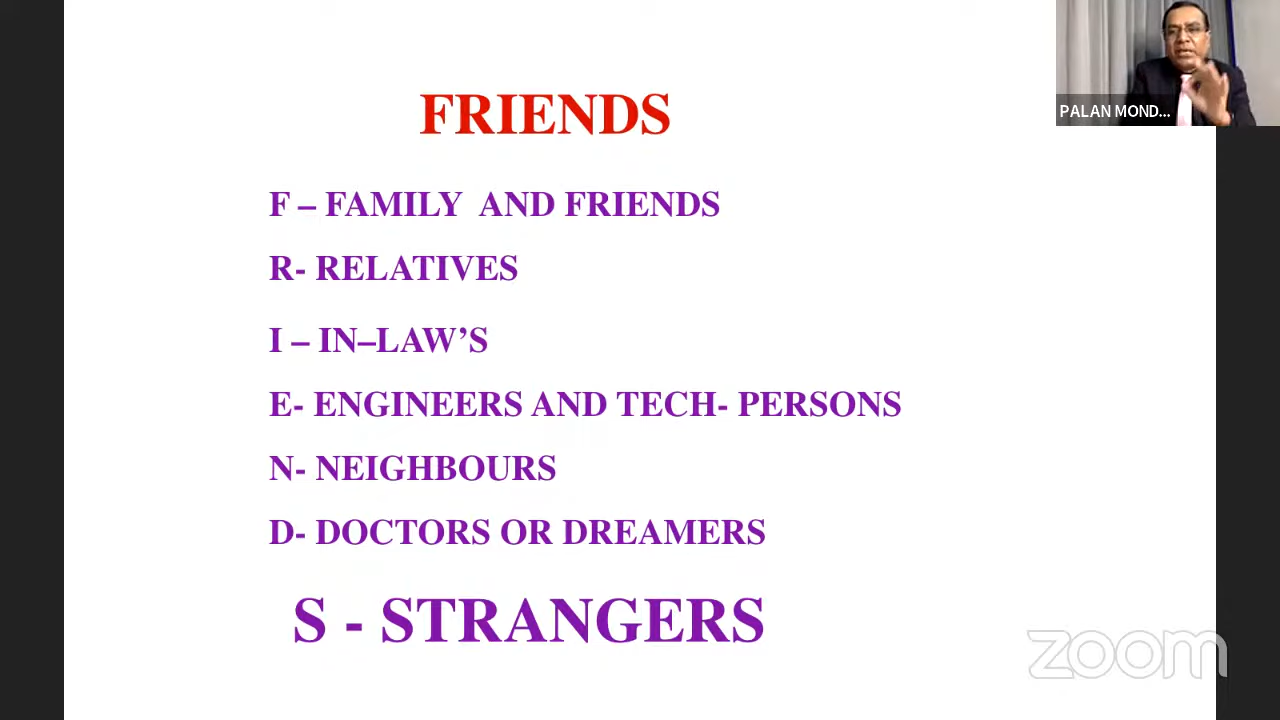 PALAN MOND...
FRIENDS
F – FAMILY AND FRIENDS
R- RELATIVES
I – IN–LAW’S
E- ENGINEERS AND TECH- PERSONS
N- NEIGHBOURS
D- DOCTORS OR DREAMERS
S - STRANGERS
zoom